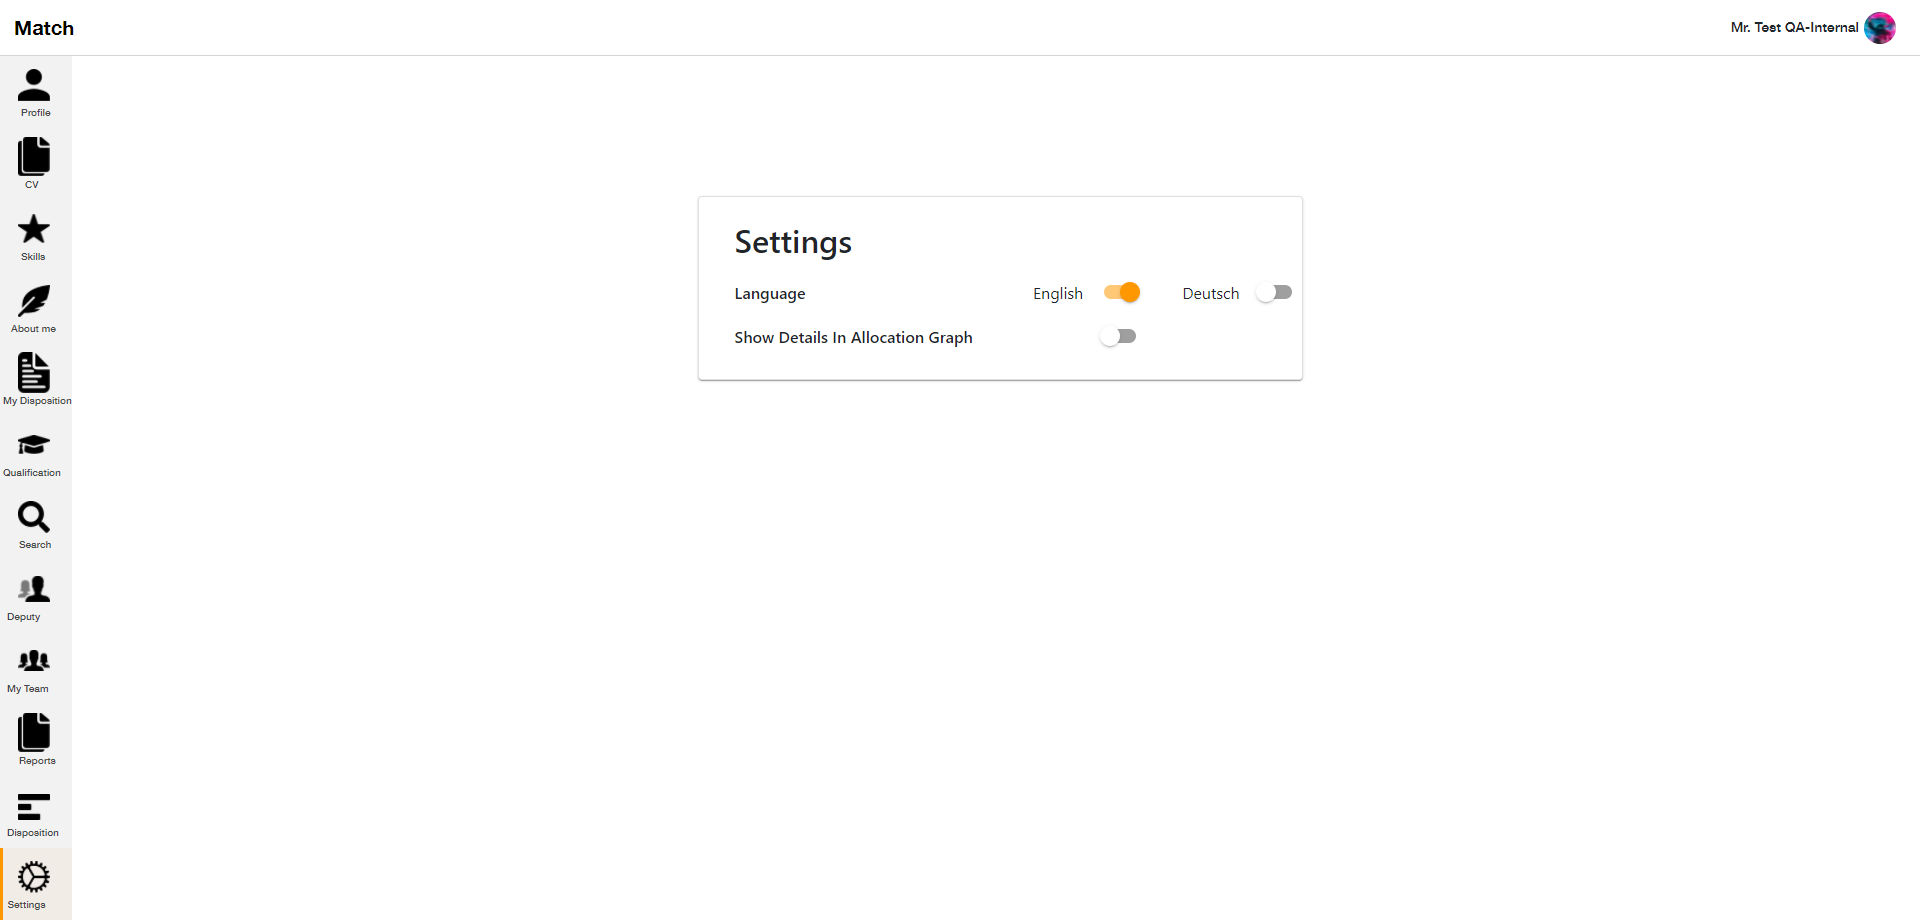 Match
Mr. Test QA-Internal
Profile
CV
Skills
About me
My Disposition
Qualification
Search
Deputy
My Team
Reports
Disposition
Settings
Settings
Language English Deutsch
Show Details In Allocation Graph